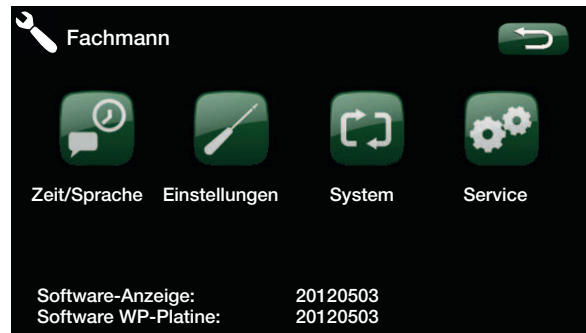 Fachmann
Zeit/Sprache Einstellungen System Service
Software-Anzeige: 20120503
Software WP-Platine: 20120503